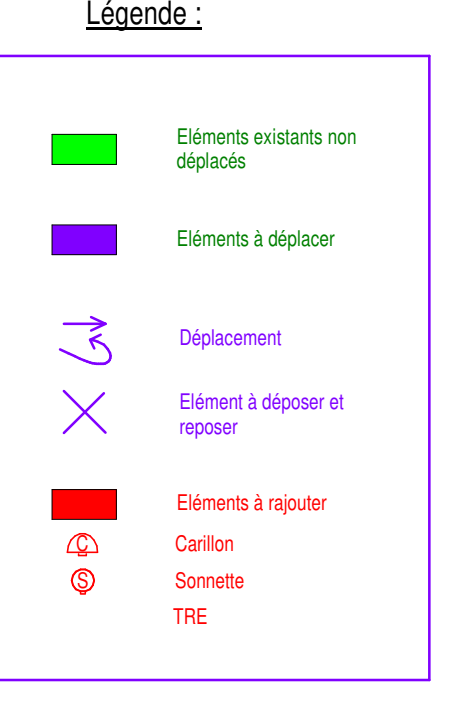 Légende :
Eléments existants non
déplacés
Eléments à déplacer
Déplacement
Elément à déposer et
reposer
Eléments à rajouter
C Carillon
S Sonnette
TRE